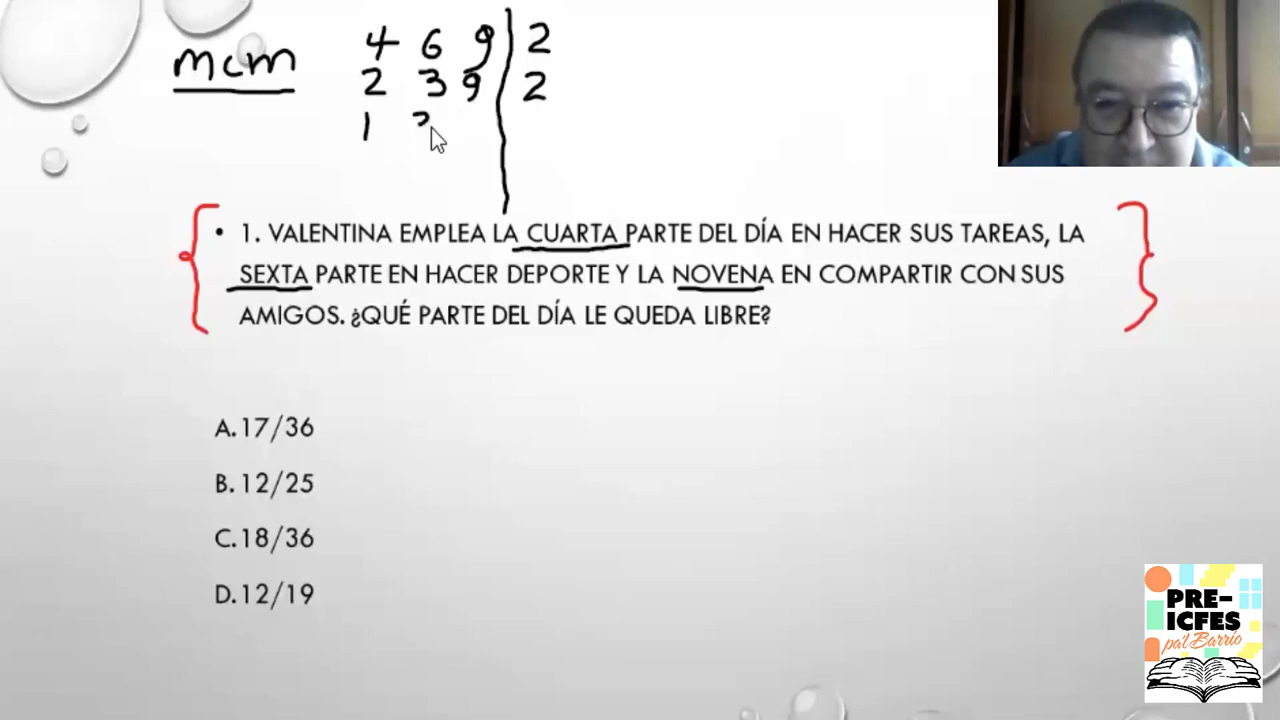 mcm
4 6 9 2
2 3 9 2
1
• 1. VALENTINA EMPLEA LA CUARTA PARTE DEL DÍA EN HACER SUS TAREAS, LA
SEXTA PARTE EN HACER DEPORTE Y LA NOVENA EN COMPARTIR CON SUS
AMIGOS. ¿QUÉ PARTE DEL DÍA LE QUEDA LIBRE?
A. 17/36
B. 12/25
C. 18/36
D. 12/19
PRE-
ICFES
pa'l Barrio